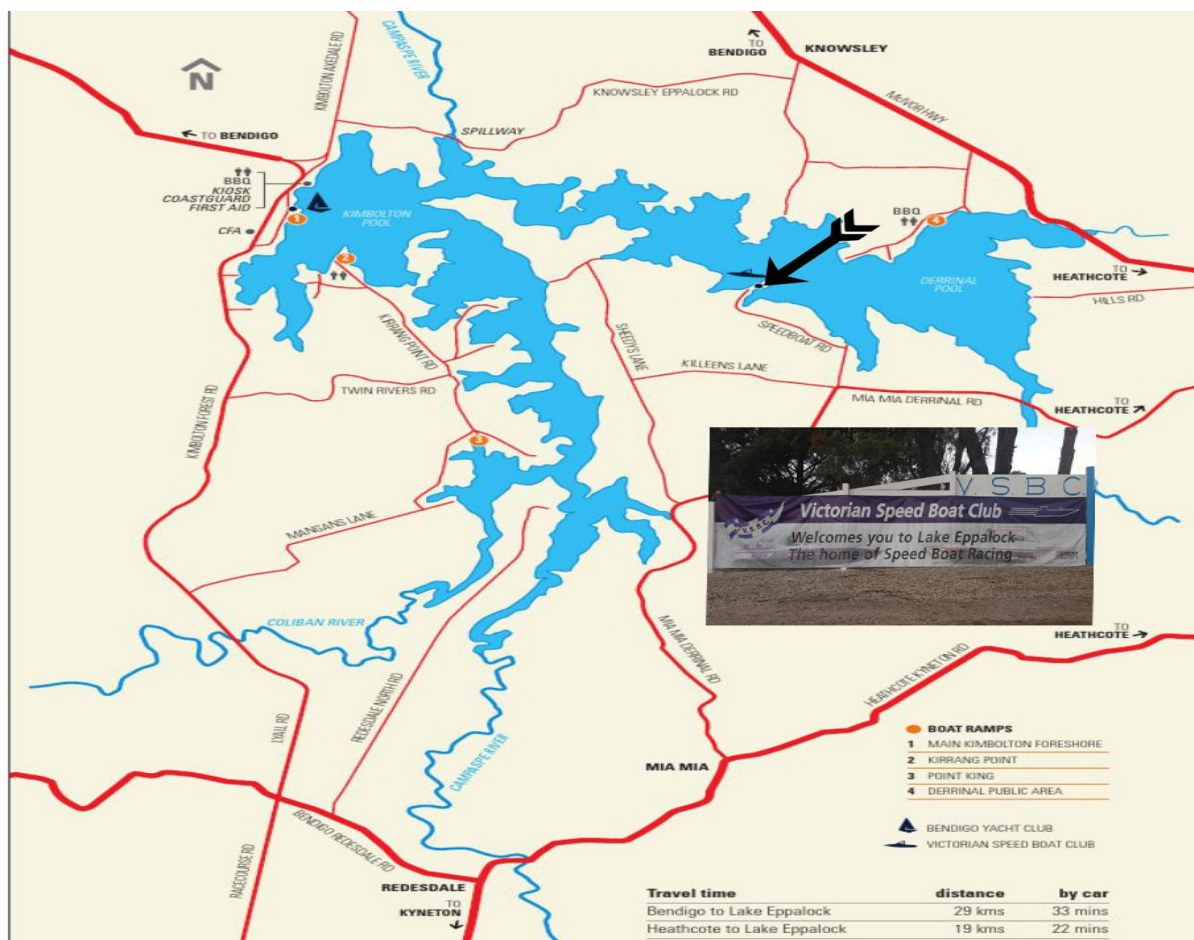 TO
BENDIGO
KNOWSLEY
McIVOR HWY
KNOWSLEY EPPALOCK RD
CAMPASPE RIVER
KIMBOLTON AXEDALE RD
N
SPILLWAY
TO BENDIGO
BBQ
KIOSK
COASTGUARD
FIRST AID
CFA
1
KIMBOLTON
POOL
2
BBQ
4
DERRINAL
POOL
TO
HEATHCOTE
HILLS RD
SPEEDBOAT RD
SHEEDYS LANE
KILLEENS LANE
KIRRANG POINT RD
TWIN RIVERS RD
MIA MIA DERRINAL RD
TO
HEATHCOTE
KIMBOLTON FOREST RD
3
MANGANS LANE
V. S. B. C.
V.S.B.C.
Victorian Speed Boat Club
Welcomes you to Lake Eppalock
The home of Speed Boat Racing
COLIBAN RIVER
MIA MIA DERRINAL RD
TO
HEATHCOTE
HEATHCOTE KYNETON RD
REDESDALE NORTH RD
LYALL RD
CAMPASPE RIVER
MIA MIA
BENDIGO REDESDALE RD
RACECOURSE RD
REDESDALE
TO
KYNETON
BOAT RAMPS
1 MAIN KIMBOLTON FORESHORE
2 KIRRANG POINT
3 POINT KING
4 DERRINAL PUBLIC AREA
BENDIGO YACHT CLUB
VICTORIAN SPEED BOAT CLUB
Travel time distance by car
Bendigo to Lake Eppalock 29 kms 33 mins
Heathcote to Lake Eppalock 19 kms 22 mins